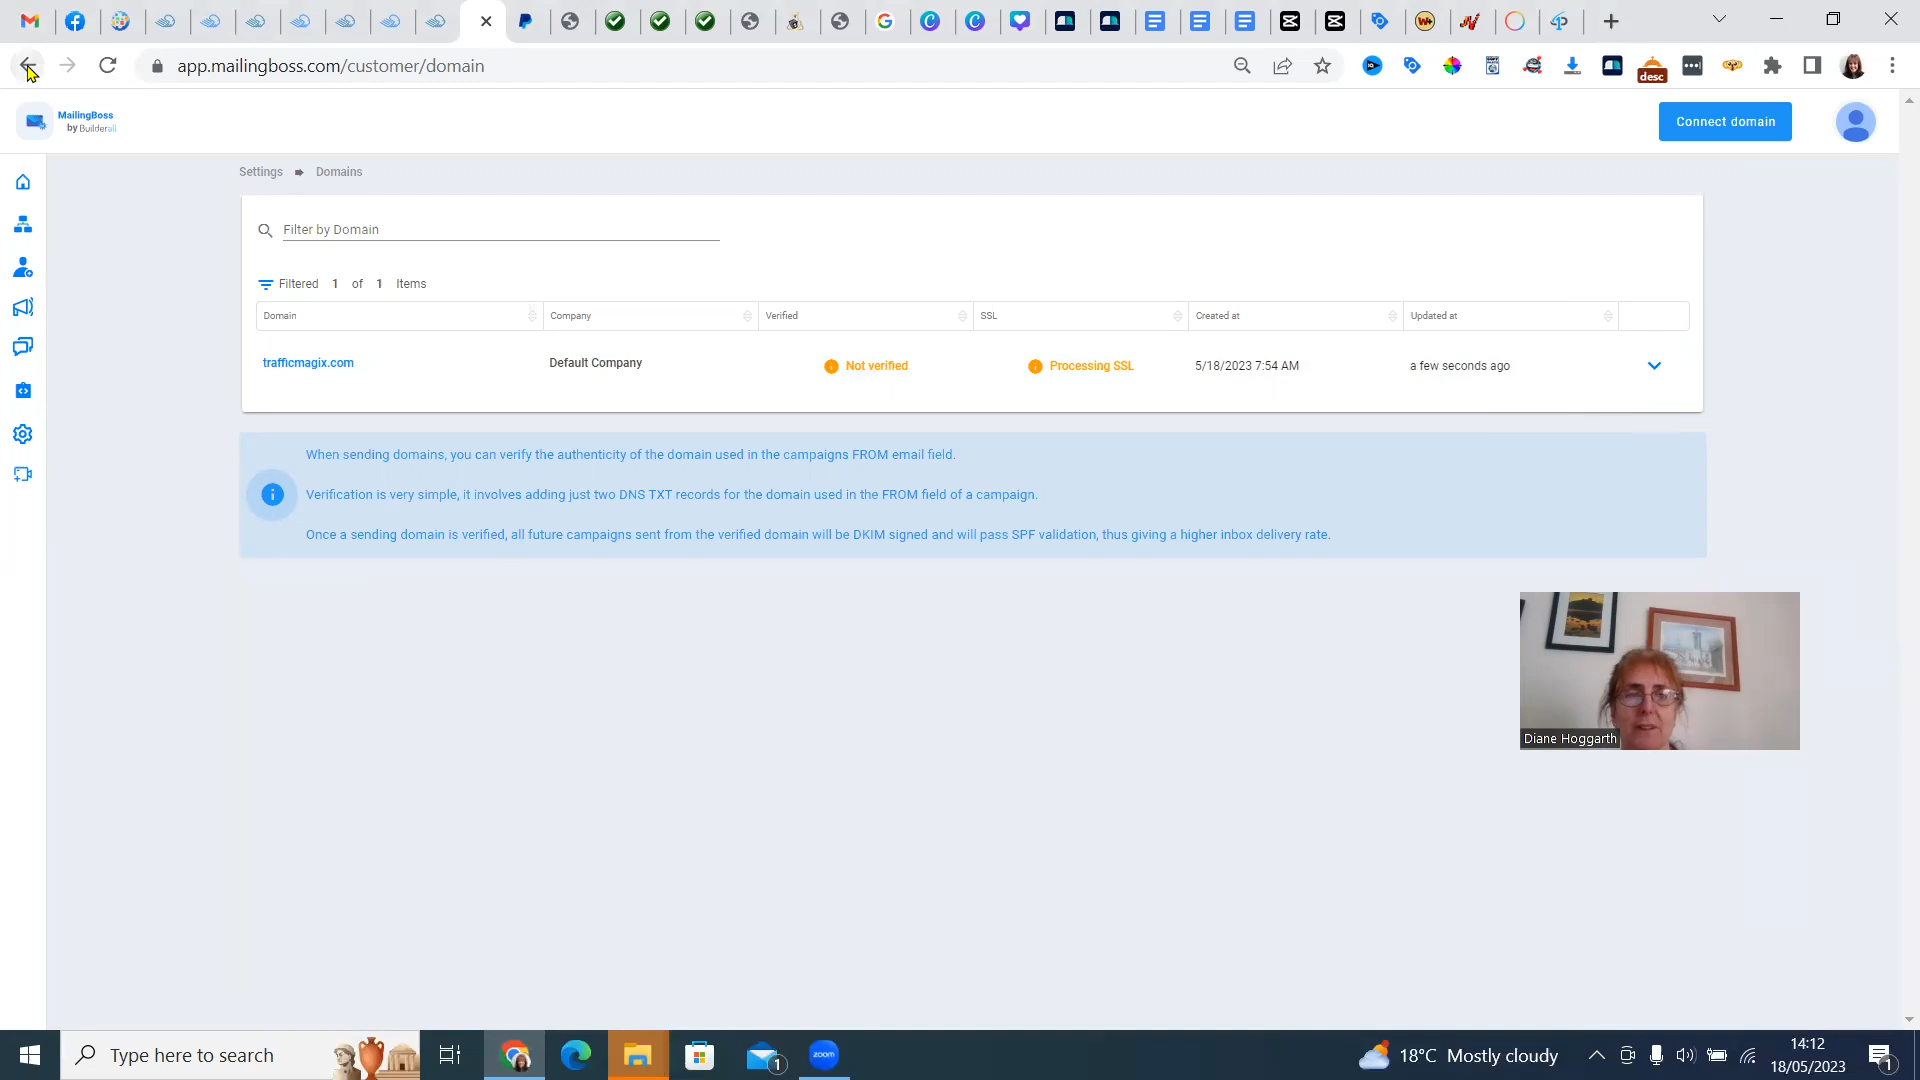 app.mailingboss.com/customer/domain
desc
MailingBoss
by Builderall
Connect domain
Settings Domains
Filter by Domain
Filtered 1 of 1 Items
Domain Company Verified SSL Created at Updated at
trafficmagix.com Default Company Not verified Processing SSL 5/18/2023 7:54 AM a few seconds ago
When sending domains, you can verify the authenticity of the domain used in the campaigns FROM email field.
Verification is very simple, it involves adding just two DNS TXT records for the domain used in the FROM field of a campaign.
Once a sending domain is verified, all future campaigns sent from the verified domain will be DKIM signed and will pass SPF validation, thus giving a higher inbox delivery rate.
Diane Hoggarth
Type here to search
1
zoom
18°C Mostly cloudy
14:12
18/05/2023
1